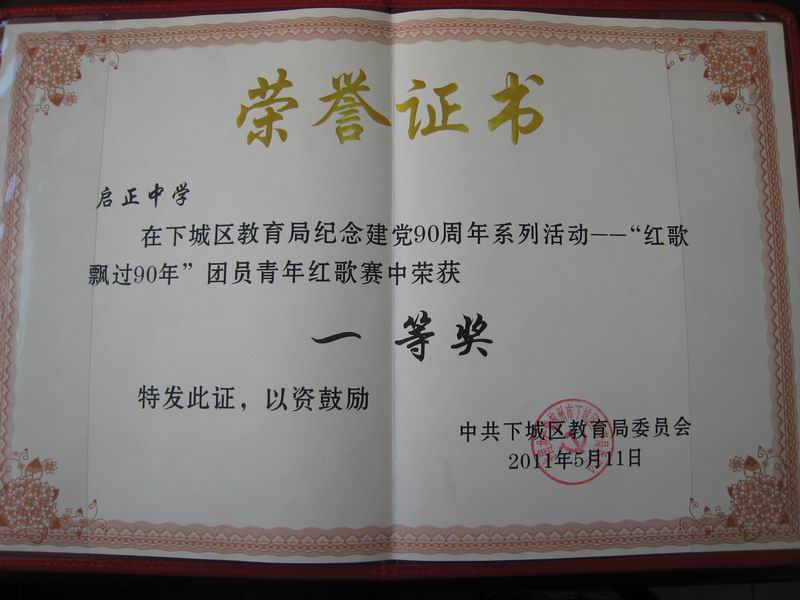 荣誉证书
启正中学
在下城区教育局纪念建党90周年系列活动——“红歌
飘过90年”团员青年红歌赛中荣获
一等奖
特发此证，以资鼓励
中共下城区教育局委员会
2011年5月11日